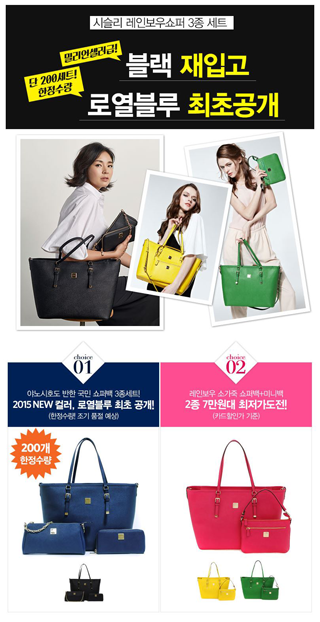 시슬리 레인보우쇼퍼 3종 세트
밀리언셀러급!
단 200세트!
한정수량
블랙 재입고
로열블루 최초공개
choice
01
야노시호도 반한 국민 쇼퍼백 3종세트!
2015 NEW 컬러, 로열블루 최초 공개!
(한정수량! 조기 품절 예상)
200개
한정수량
choice
02
레인보우 소가죽 쇼퍼백+미니백
2종 7만원대 최저가도전!
(카드할인가 기준)